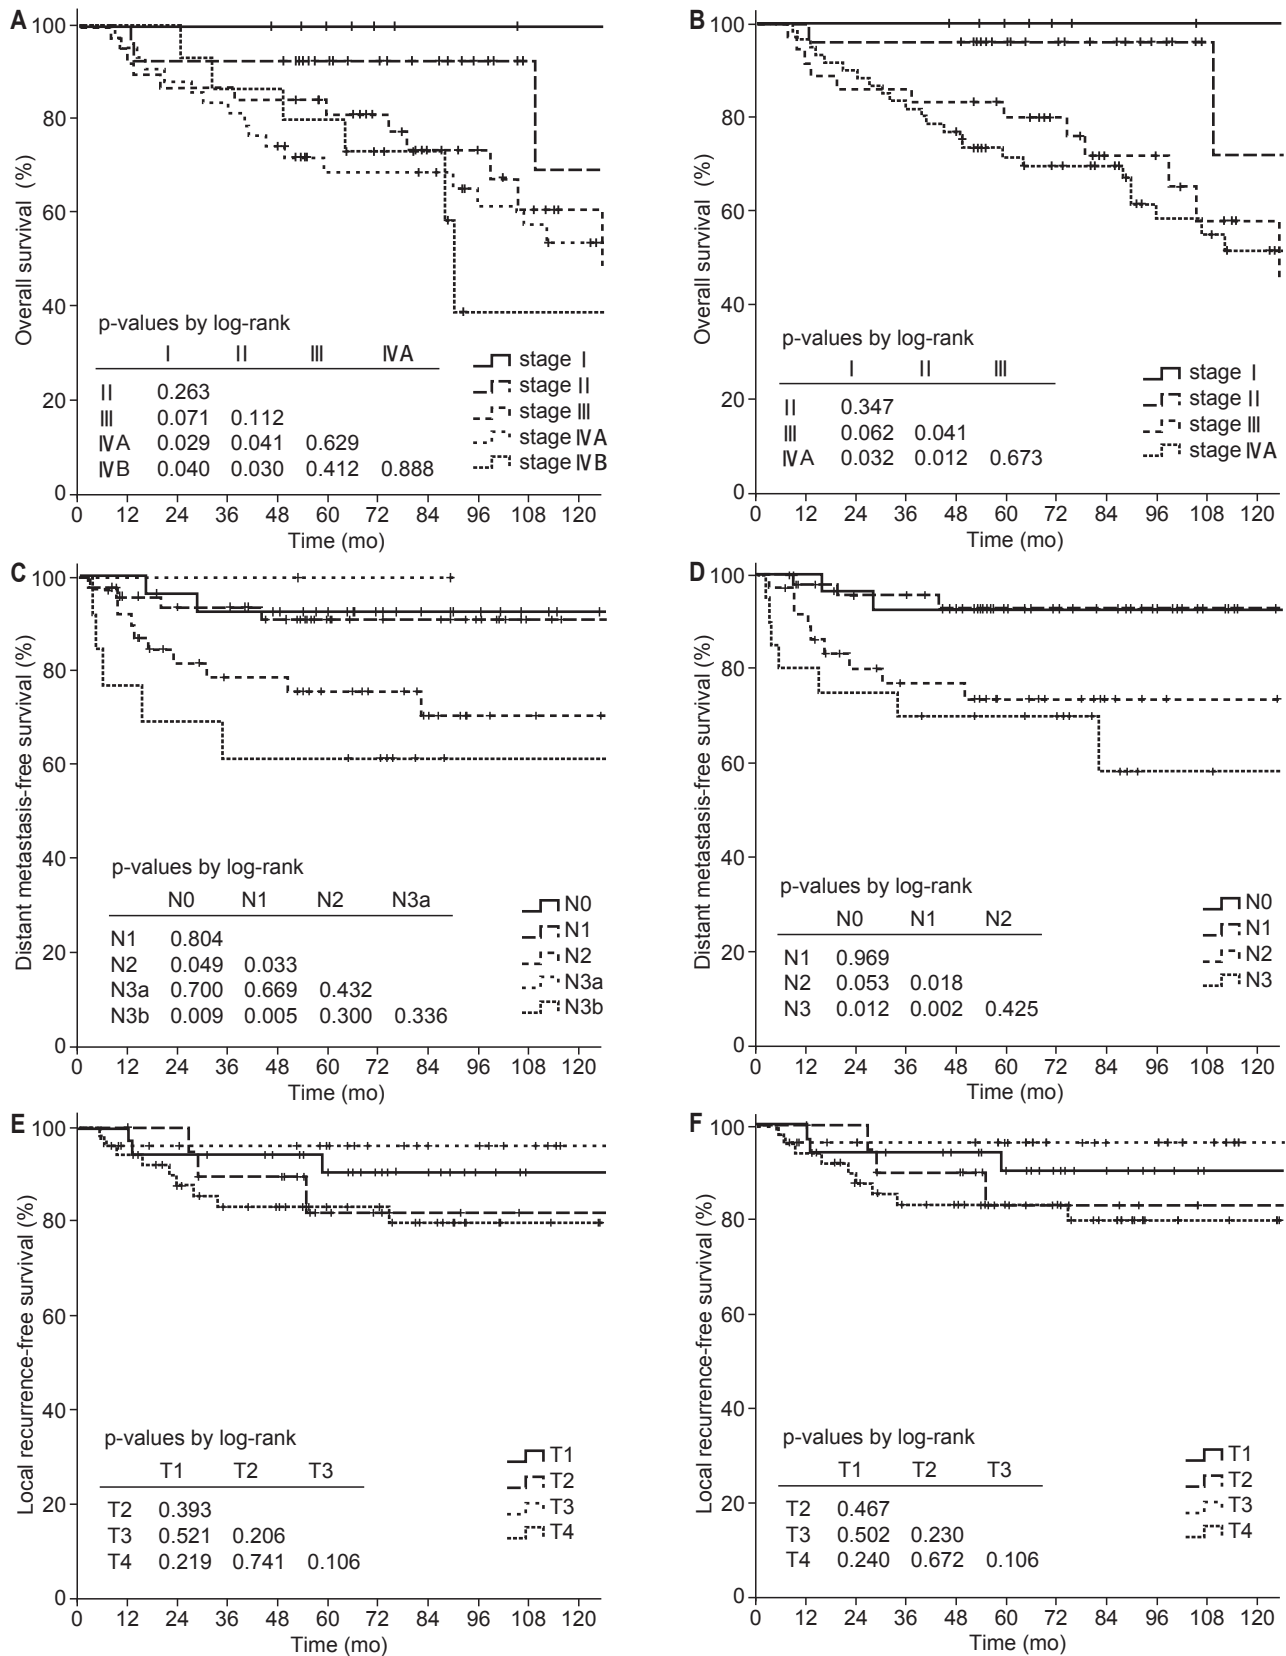 A
Overall survival (%)
100
80
60
40
20
0
p-values by log-rank
I II III IVA
II 0.263
III 0.071 0.112
IVA 0.029 0.041 0.629
IVB 0.040 0.030 0.412 0.888
stage I
stage II
stage III
stage IVA
stage IVB
0 12 24 36 48 60 72 84 96 108 120
Time (mo)
B
Overall survival (%)
100
80
60
40
20
0
p-values by log-rank
I II III
II 0.347
III 0.062 0.041
IVA 0.032 0.012 0.673
stage I
stage II
stage III
stage IVA
0 12 24 36 48 60 72 84 96 108 120
Time (mo)
C
Distant metastasis-free survival (%)
100
80
60
40
20
0
p-values by log-rank
N0 N1 N2 N3a
N1 0.804
N2 0.049 0.033
N3a 0.700 0.669 0.432
N3b 0.009 0.005 0.300 0.336
N0
N1
N2
N3a
N3b
0 12 24 36 48 60 72 84 96 108 120
Time (mo)
D
Distant metastasis-free survival (%)
100
80
60
40
20
0
p-values by log-rank
N0 N1 N2
N1 0.969
N2 0.053 0.018
N3 0.012 0.002 0.425
N0
N1
N2
N3
0 12 24 36 48 60 72 84 96 108 120
Time (mo)
E
Local recurrence-free survival (%)
100
80
60
40
20
0
p-values by log-rank
T1 T2 T3
T2 0.393
T3 0.521 0.206
T4 0.219 0.741 0.106
T1
T2
T3
T4
0 12 24 36 48 60 72 84 96 108 120
Time (mo)
F
Local recurrence-free survival (%)
100
80
60
40
20
0
p-values by log-rank
T1 T2 T3
T2 0.467
T3 0.502 0.230
T4 0.240 0.672 0.106
T1
T2
T3
T4
0 12 24 36 48 60 72 84 96 108 120
Time (mo)